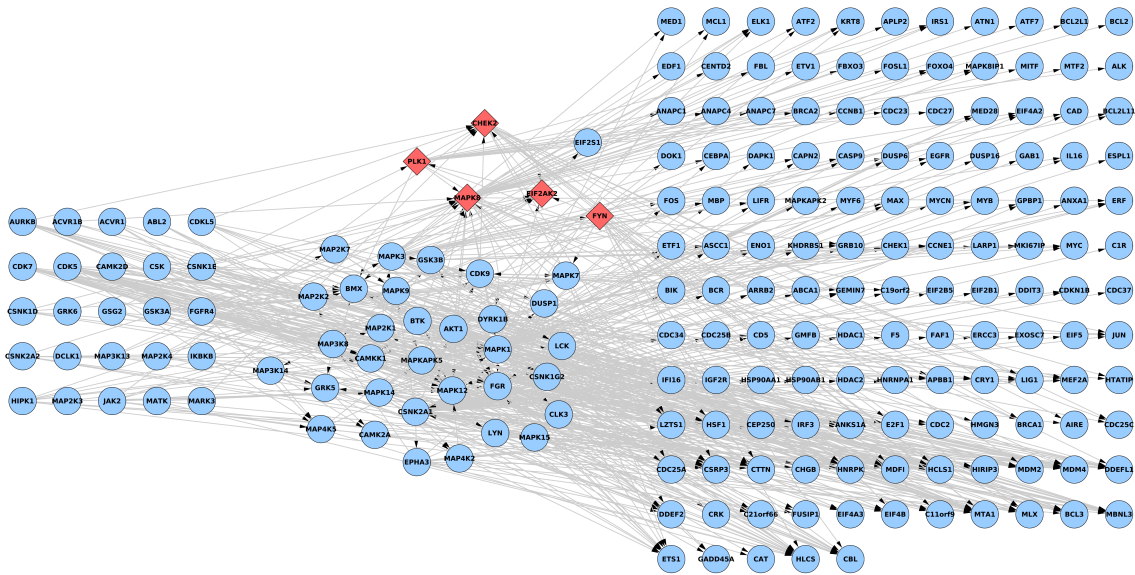 MED1 MCL1 ELK1 ATF2 KRT8 APLP2 IRS1 ATN1 ATF7 BCL2L1 BCL2
EDF1 CENTD2 FBL ETV1 FBXO3 FOSL1 FOXO4 MAPK8IP1 MITF MTF2 ALK
ANAPC1 ANAPC4 ANAPC7 BRCA2 CCNB1 CDC23 CDC27 MED28 EIF4A2 CAD BCL2L11
CHEK2
EIF2S1
PLK1 DOK1 CEBPA DAPK1 CAPN2 CASP9 DUSP6 EGFR DUSP16 GAB1 IL16 ESPL1
MAPK8 EIF2AK2 FOS MBP LIFR MAPKAPK2 MYF6 MAX MYCN MYB GPBP1 ANXA1 ERF
FYN
AURKB ACVR1B ACVR1 ABL2 CDKL5
MAP2K7 MAPK3 GSK3B ETF1 ASCC1 ENO1 KHDRBS1 GRB10 CHEK1 CCNE1 LARP1 MKI67IP MYC C1R
CDK7 CDK5 CAMK2D CSK CSNK1E CDK9 MAPK7
MAP2K2 BMX MAPK9 DUSP1 BIK BCR ARRB2 ABCA1 GEMIN7 C19orf2 EIF2B5 EIF2B1 DDIT3 CDKN1B CDC37
CSNK1D GRK6 GSG2 GSK3A FGFR4
MAP2K1 BTK AKT1 DYRK1B CDC34 CDC25B CD5 GMFB HDAC1 F5 FAF1 ERCC3 EXOSC7 EIF5 JUN
CSNK2A2 DCLK1 MAP3K13 MAP2K4 IKBKB MAP3K8 CAMKK1 MAPKAPK5 MAPK1 LCK
MAP3K14 GRK5 MAPK14 MAPK12 FGR CSNK1G2 IFI16 IGF2R HSP90AA1 HSP90AB1 HDAC2 HNRNPA1 APBB1 CRY1 LIG1 MEF2A HTATIP
HIPK1 MAP2K3 JAK2 MATK MARK3
CSNK2A1 CLK3
MAP4K5 CAMK2A LYN MAPK15 LZTS1 HSF1 CEP250 IRF3 ANKS1A E2F1 CDC2 HMGN3 BRCA1 AIRE CDC25C
EPHA3 MAP4K2 CDC25A CSRP3 CTTN CHGB HNRPK MDFI HCLS1 HIRIP3 MDM2 MDM4 DDEFL1
DDEF2 CRK C21orf66 FUSIP1 EIF4A3 EIF4B C11orf9 MTA1 MLX BCL3 MBNL3
ETS1 GADD45A CAT HLCS CBL